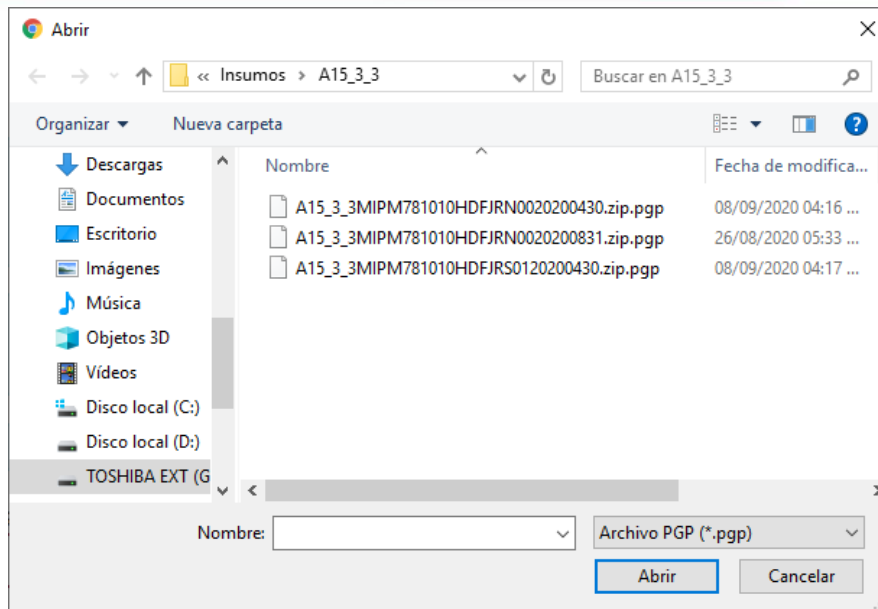 Abrir
« Insumos > A15_3_3
Buscar en A15_3_3
Organizar
Nueva carpeta
Descargas
Documentos
Escritorio
Imágenes
Música
Objetos 3D
Vídeos
Disco local (C:)
Disco local (D:)
TOSHIBA EXT (G
Nombre
Fecha de modifica...
A15_3_3MIPM781010HDFJRN0020200430.zip.pgp
08/09/2020 04:16 ...
A15_3_3MIPM781010HDFJRN0020200831.zip.pgp
26/08/2020 05:33 ...
A15_3_3MIPM781010HDFJRS0120200430.zip.pgp
08/09/2020 04:17 ...
Nombre:
Archivo PGP (*.pgp)
Abrir
Cancelar